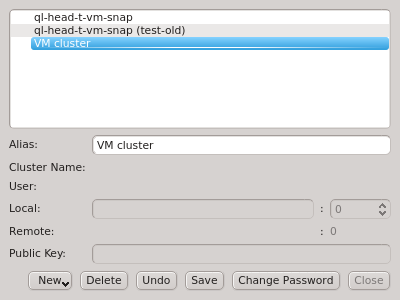 ql-head-t-vm-snap
ql-head-t-vm-snap (test-old)
VM cluster
Alias: VM cluster
Cluster Name:
User:
Local: : 0
Remote: : 0
Public Key:
New Delete Undo Save Change Password Close